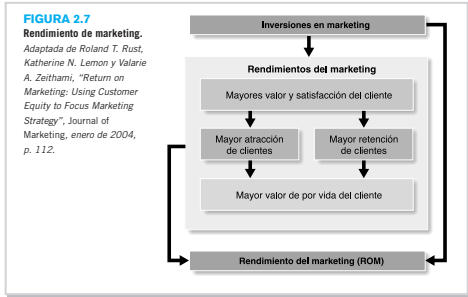 FIGURA 2.7
Rendimiento de marketing.
Adaptada de Roland T. Rust,
Katherine N. Lemon y Valarie
A. Zeithami, “Return on
Marketing: Using Customer
Equity to Focus Marketing
Strategy”, Journal of
Marketing, enero de 2004,
p. 112.
Inversiones en marketing
Rendimientos del marketing
Mayores valor y satisfacción del cliente
Mayor atracción
de clientes
Mayor retención
de clientes
Mayor valor de por vida del cliente
Rendimiento del marketing (ROM)